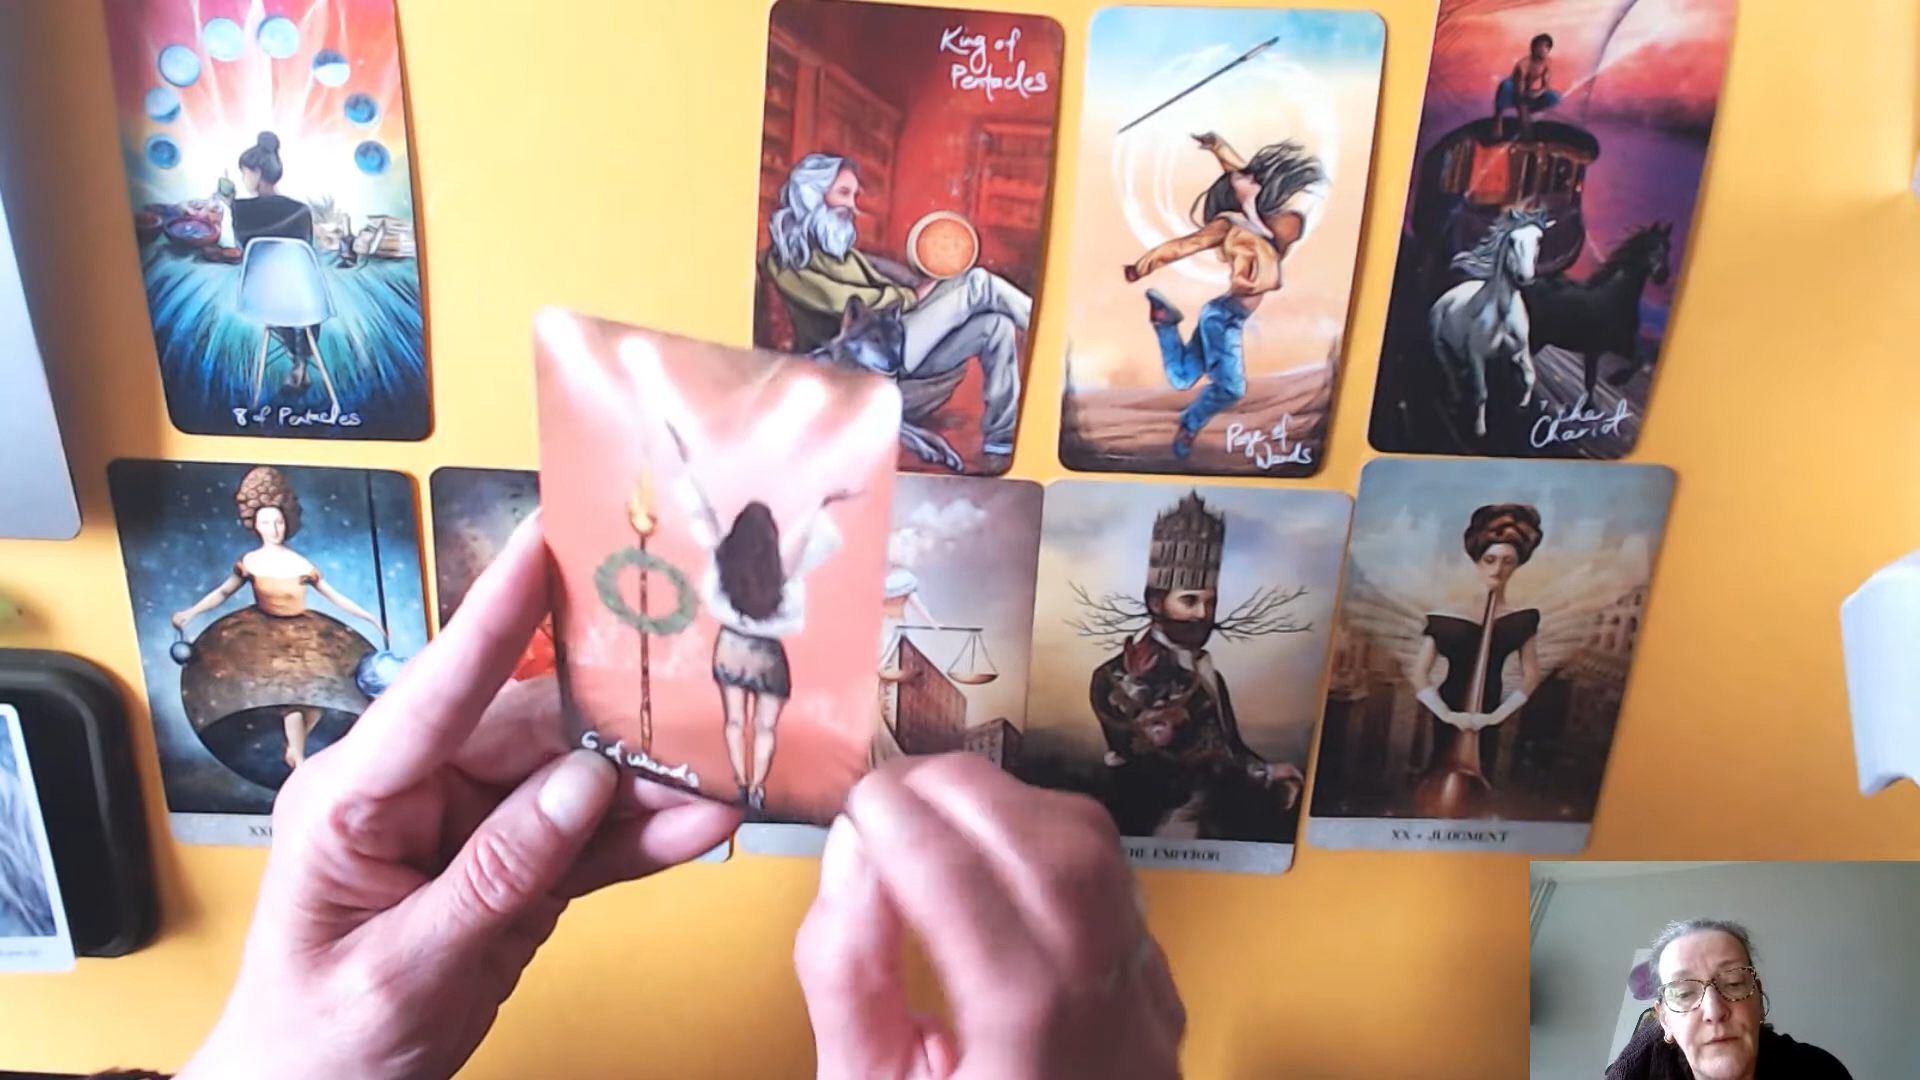 King of
Pentacles
8 of Pentacles
Page of
Wands
The
Chariot
6 of Wands
THE EMPEROR
XX + JUDGMENT